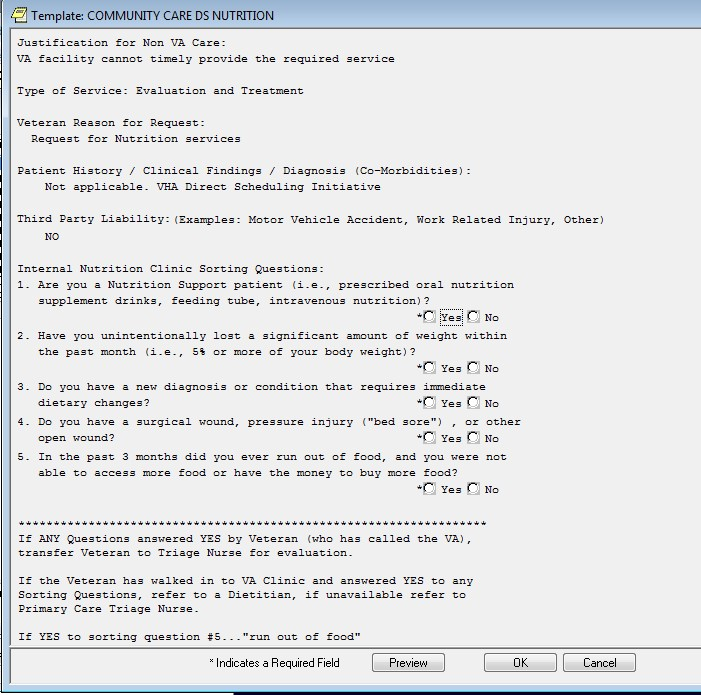 Template: COMMUNITY CARE DS NUTRITION
Justification for Non VA Care:
VA facility cannot timely provide the required service
Type of Service: Evaluation and Treatment
Veteran Reason for Request:
Request for Nutrition services
Patient History / Clinical Findings / Diagnosis (Co-Morbidities):
Not applicable. VHA Direct Scheduling Initiative
Third Party Liability: (Examples: Motor Vehicle Accident, Work Related Injury, Other)
NO
Internal Nutrition Clinic Sorting Questions:
1. Are you a Nutrition Support patient (i.e., prescribed oral nutrition
supplement drinks, feeding tube, intravenous nutrition)?
* Yes No
2. Have you unintentionally lost a significant amount of weight within
the past month (i.e., 5% or more of your body weight)?
* Yes No
3. Do you have a new diagnosis or condition that requires immediate
dietary changes? * Yes No
4. Do you have a surgical wound, pressure injury ("bed sore") , or other
open wound? * Yes No
5. In the past 3 months did you ever run out of food, and you were not
able to access more food or have the money to buy more food?
* Yes No
*******************************************************************
If ANY Questions answered YES by Veteran (who has called the VA),
transfer Veteran to Triage Nurse for evaluation.
If the Veteran has walked in to VA Clinic and answered YES to any
Sorting Questions, refer to a Dietitian, if unavailable refer to
Primary Care Triage Nurse.
If YES to sorting question #5..."run out of food"
* Indicates a Required Field Preview OK Cancel